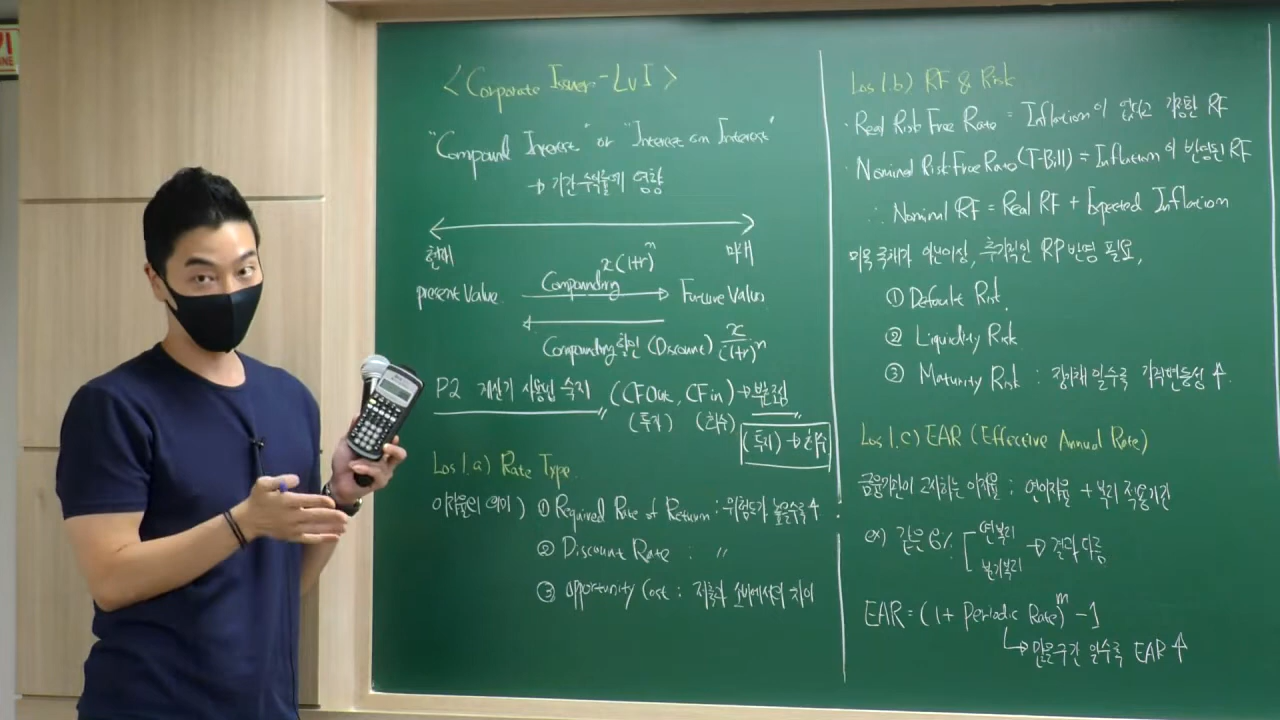 < Corporate Issuer - Lv I >
"Compound Interest" or "Interest on Interest"
→ 기간 수익률에 영향
현재 미래
x(1+r)^n
present Value Compounding Future Value
Compounding 할인 (Discount) x/(1+r)^n
P2 계산기 사용법 숙지 (CFOut, CFin) → 부호점
(투자) (회수)
(투자) → 회수
Los 1.a) Rate Type
이자율의 의미) ① Required Rate of Return : 위험도가 높을수록 ↑
② Discount Rate : 〃
③ opportunity Cost : 저축과 소비에서의 차이
Los 1.b) RF & Risk
· Real Risk Free Rate = Inflation이 없다고 가정한 RF
· Nominal Risk Free Rate (T-Bill) = Inflation이 반영된 RF
∴ Nominal RF = Real RF + Expected Inflation
미국 국채가 아닌이상, 추가적인 RP 반영 필요,
① Default Risk.
② Liquidity Risk.
③ Maturity Risk : 장기채 일수록 가격변동성 ↑.
Los 1.c) EAR (Effective Annual Rate)
금융기관이 고시하는 이자율 : 연이자율 + 복리 적용기간
ex) 같은 6% 연복리 → 결과 다름
분기복리
EAR = (1 + Periodic Rate)^m - 1
→ 많을구간 일수록 EAR ↑